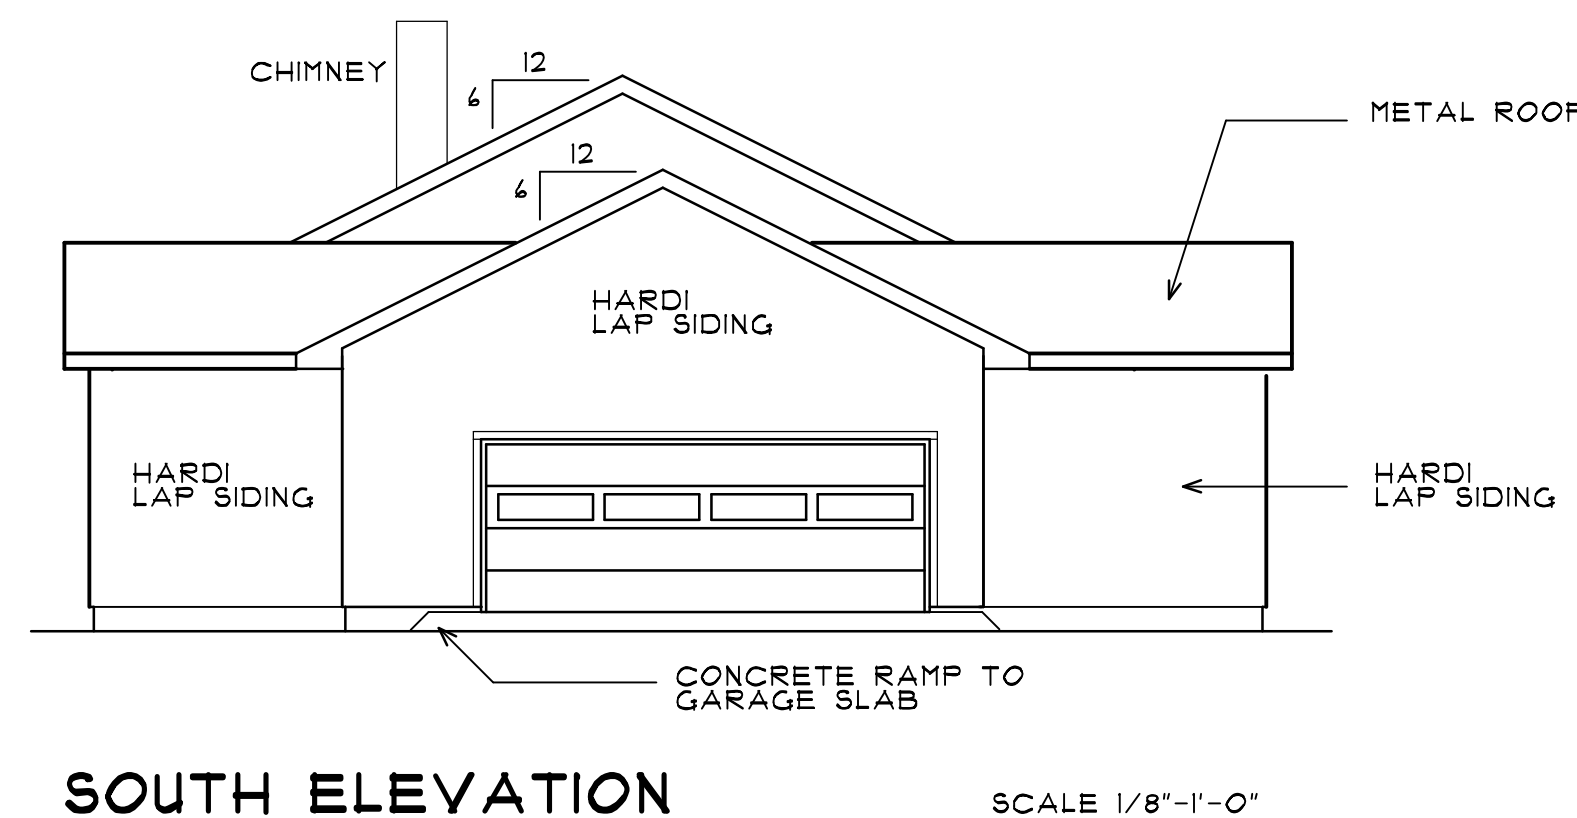 CHIMNEY
12
6
METAL ROOF
12
6
HARDI
LAP SIDING
HARDI
LAP SIDING
HARDI
LAP SIDING
CONCRETE RAMP TO
GARAGE SLAB
SOUTH ELEVATION
SCALE 1/8"-1'-0"